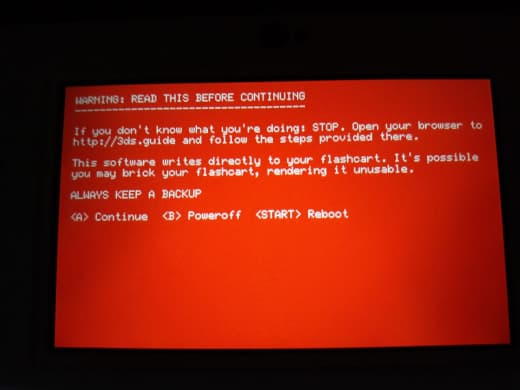 WARNING: READ THIS BEFORE CONTINUING
------------------------------------
If you don't know what you're doing: STOP. Open your browser to
http://3ds.guide and follow the steps provided there.
This software writes directly to your flashcart. It's possible
you may brick your flashcart, rendering it unusable.
ALWAYS KEEP A BACKUP
<A> Continue  <B> Poweroff  <START> Reboot